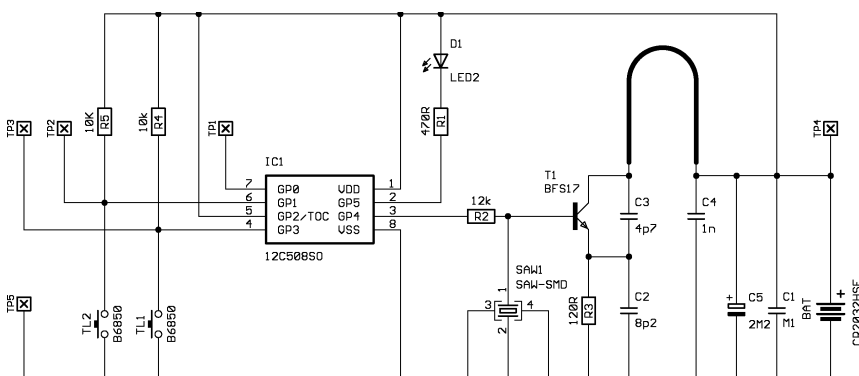 D1
LED2
TP3
TP2
10K
R5
10k
R4
TP1
470R
R1
TP4
IC1
7 GP0 VDD 1
6 GP1 GP5 2
5 GP2/TOC GP4 3
4 GP3 VSS 8
12C508SO
12k
R2
T1
BFS17
C3
4p7
C4
1n
SAW1
SAW-SMD
1
3
4
2
TP5
TL2
B6850
TL1
B6850
120R
R3
C2
8p2
+
C5
2M2
C1
M1
BAT
+
CR2032HSE